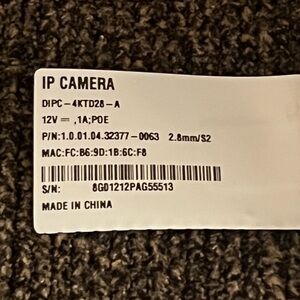 IP CAMERA
DIPC-4KTD28-A
12V ⎓ ,1A;POE
P/N:1.0.01.04.32377-0063 2.8mm/S2
MAC:FC:B6:9D:1B:6C:F8
S/N: 8G01212PAG55513
MADE IN CHINA